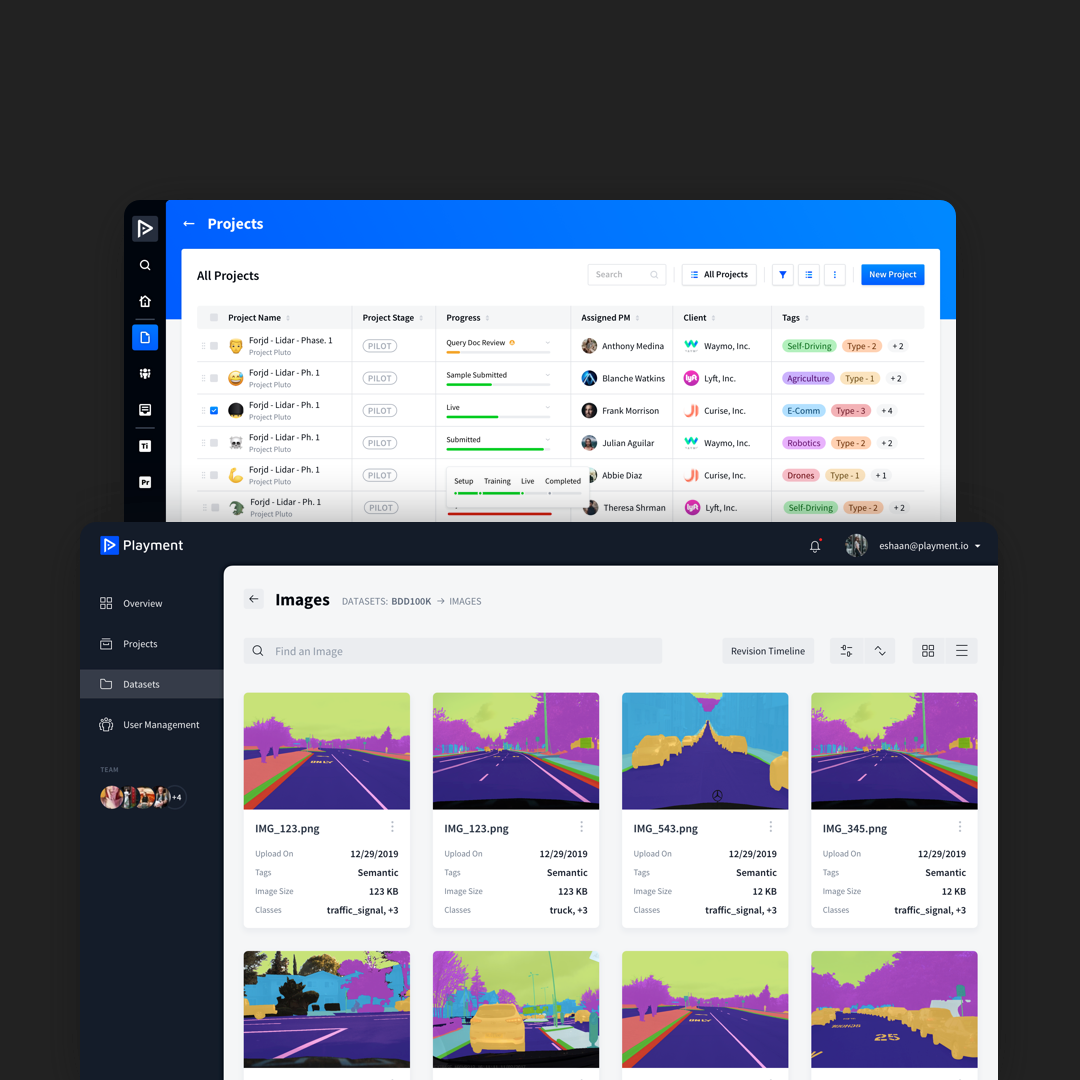 Projects
All Projects
Search
All Projects
New Project
Project Name Project Stage Progress Assigned PM Client Tags
Forjd - Lidar - Phase. 1
Project Pluto
PILOT
Query Doc Review
Anthony Medina
Waymo, Inc.
Self-Driving Type - 2 + 2
Forjd - Lidar - Ph. 1
Project Pluto
PILOT
Sample Submitted
Blanche Watkins
Lyft, Inc.
Agriculture Type - 1 + 2
Forjd - Lidar - Ph. 1
Project Pluto
PILOT
Live
Frank Morrison
Curise, Inc.
E-Comm Type - 3 + 4
Forjd - Lidar - Ph. 1
Project Pluto
PILOT
Submitted
Julian Aguilar
Waymo, Inc.
Robotics Type - 2 + 2
Forjd - Lidar - Ph. 1
Project Pluto
PILOT
Setup Training Live Completed
Abbie Diaz
Curise, Inc.
Drones Type - 1 + 1
Forjd - Lidar - Ph. 1
Project Pluto
PILOT
Theresa Shrman
Lyft, Inc.
Self-Driving Type - 2 + 2
Ti
Pr
Playment
eshaan@playment.io
Overview
Projects
Datasets
User Management
TEAM
+4
Images DATASETS: BDD100K → IMAGES
Find an Image
Revision Timeline
IMG_123.png
Upload On 12/29/2019
Tags Semantic
Image Size 123 KB
Classes traffic_signal, +3
IMG_123.png
Upload On 12/29/2019
Tags Semantic
Image Size 123 KB
Classes truck, +3
IMG_543.png
Upload On 12/29/2019
Tags Semantic
Image Size 12 KB
Classes traffic_signal, +3
IMG_345.png
Upload On 12/29/2019
Tags Semantic
Image Size 12 KB
Classes traffic_signal, +3
25